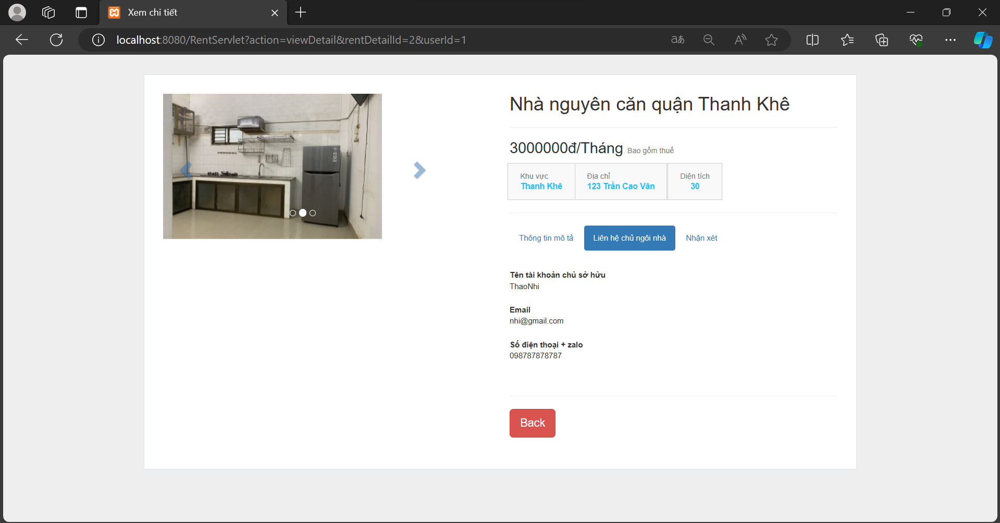 Xem chi tiết
localhost:8080/RentServlet?action=viewDetail&rentDetailId=2&userId=1
aあ
Nhà nguyên căn quận Thanh Khê
3000000đ/Tháng Bao gồm thuế
Khu vực Địa chỉ Diện tích
Thanh Khê 123 Trần Cao Vân 30
Thông tin mô tả Liên hệ chủ ngôi nhà Nhận xét
Tên tài khoản chủ sở hửu
ThaoNhi
Email
nhi@gmail.com
Số điện thoại + zalo
098787878787
Back